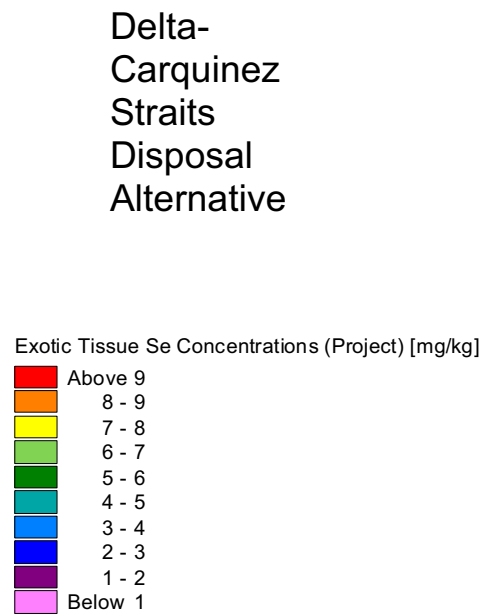 Delta-
Carquinez
Straits
Disposal
Alternative
Exotic Tissue Se Concentrations (Project) [mg/kg]
Above 9
8 - 9
7 - 8
6 - 7
5 - 6
4 - 5
3 - 4
2 - 3
1 - 2
Below 1